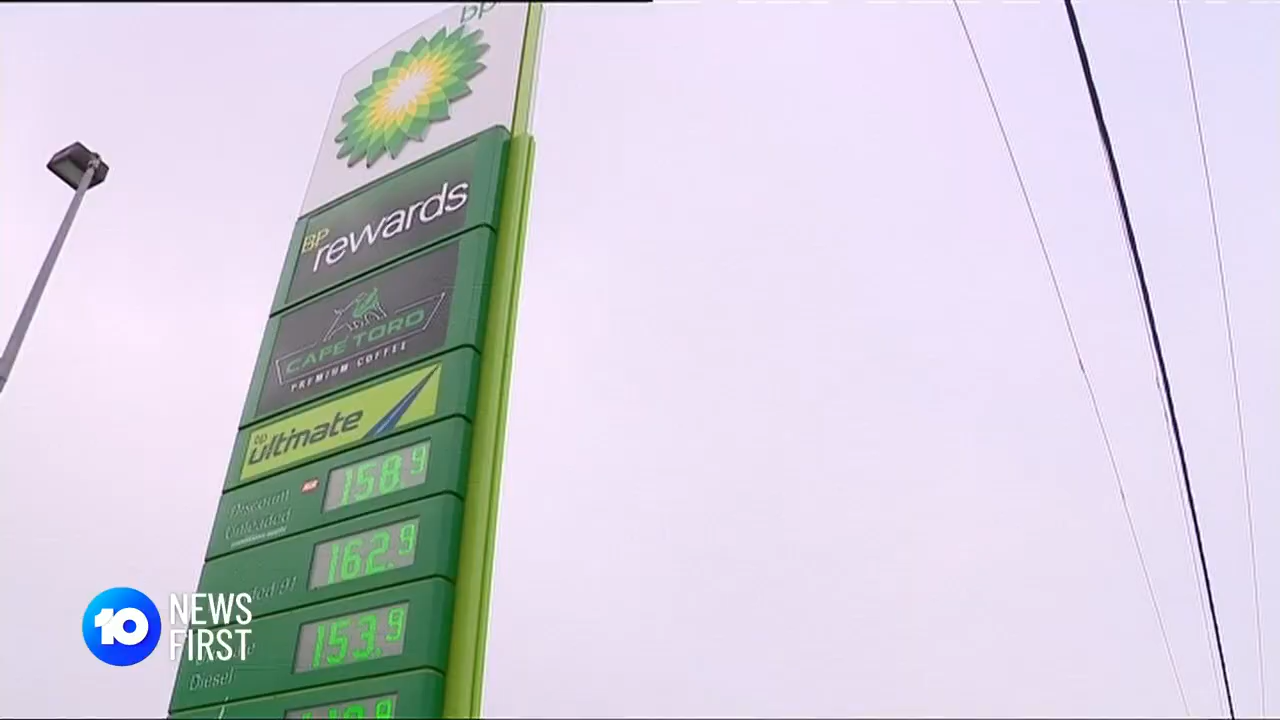 bp
BP
rewards
CAFE TORO
PREMIUM COFFEE
bp
ultimate
Discount
Unleaded
158.9
162.9
153.9
Diesel
10 NEWS
FIRST